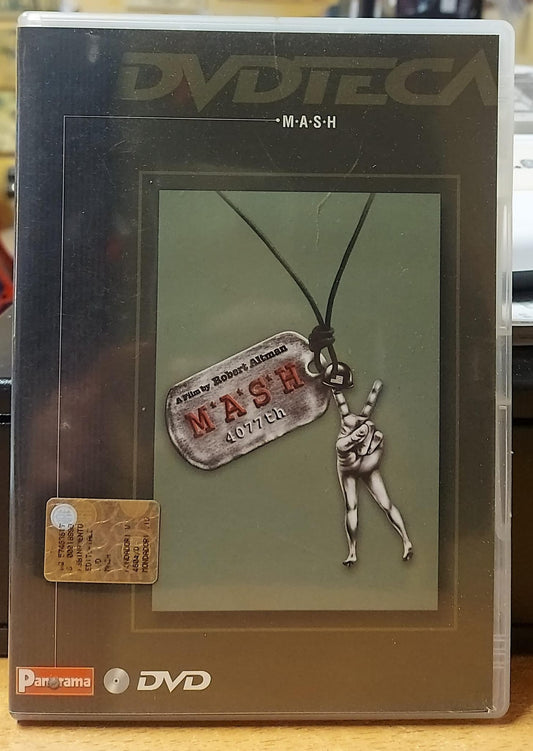 DVDTECA
M·A·S·H
A Film by Robert Altman
M*A*S*H
4077th
Panorama
DVD